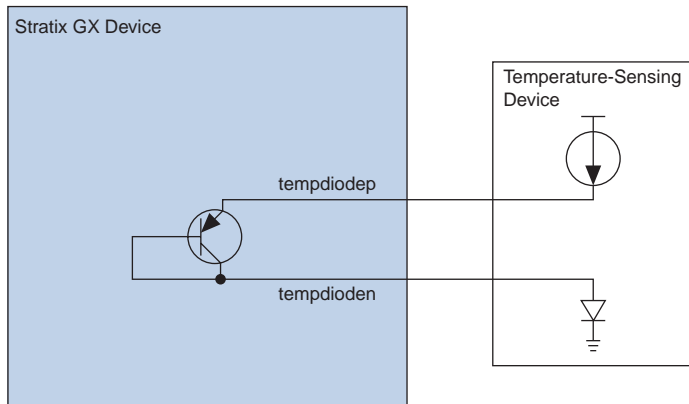 Stratix GX Device
Temperature-Sensing
Device
tempdiodep
tempdioden